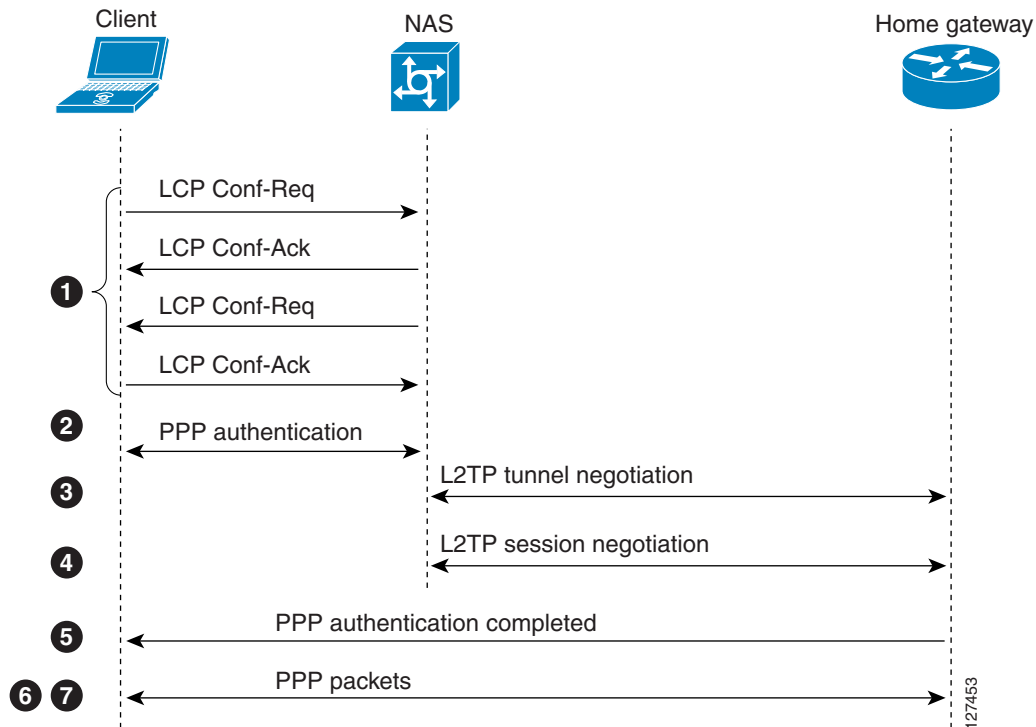 Client
NAS
Home gateway
LCP Conf-Req
LCP Conf-Ack
1
LCP Conf-Req
LCP Conf-Ack
2
PPP authentication
3
L2TP tunnel negotiation
4
L2TP session negotiation
5
PPP authentication completed
6 7
PPP packets
127453